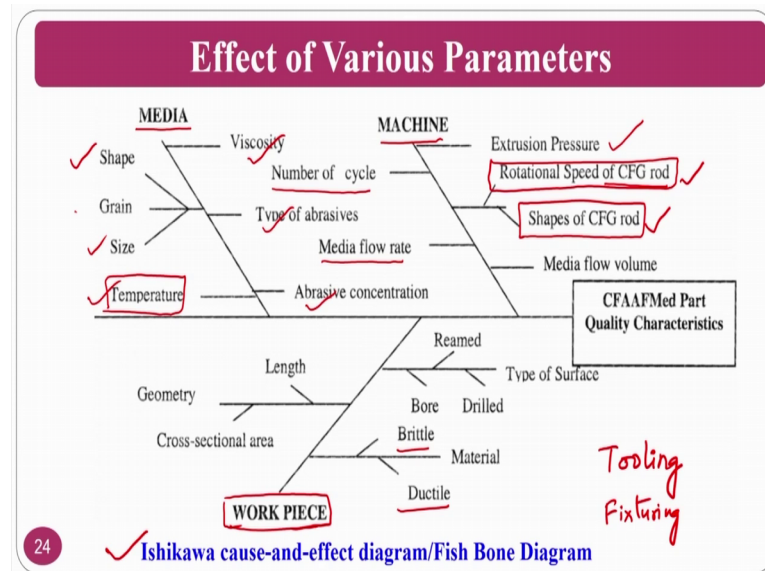 Effect of Various Parameters
MEDIA
MACHINE
Shape
Viscosity
Extrusion Pressure
Number of cycle
Rotational Speed of CFG rod
Grain
Type of abrasives
Shapes of CFG rod
Size
Media flow rate
Media flow volume
Temperature
Abrasive concentration
CFAAFMed Part
Quality Characteristics
Reamed
Length
Type of Surface
Geometry
Bore
Drilled
Cross-sectional area
Brittle
Material
Tooling
Ductile
WORK PIECE
Fixturing
24
Ishikawa cause-and-effect diagram/Fish Bone Diagram